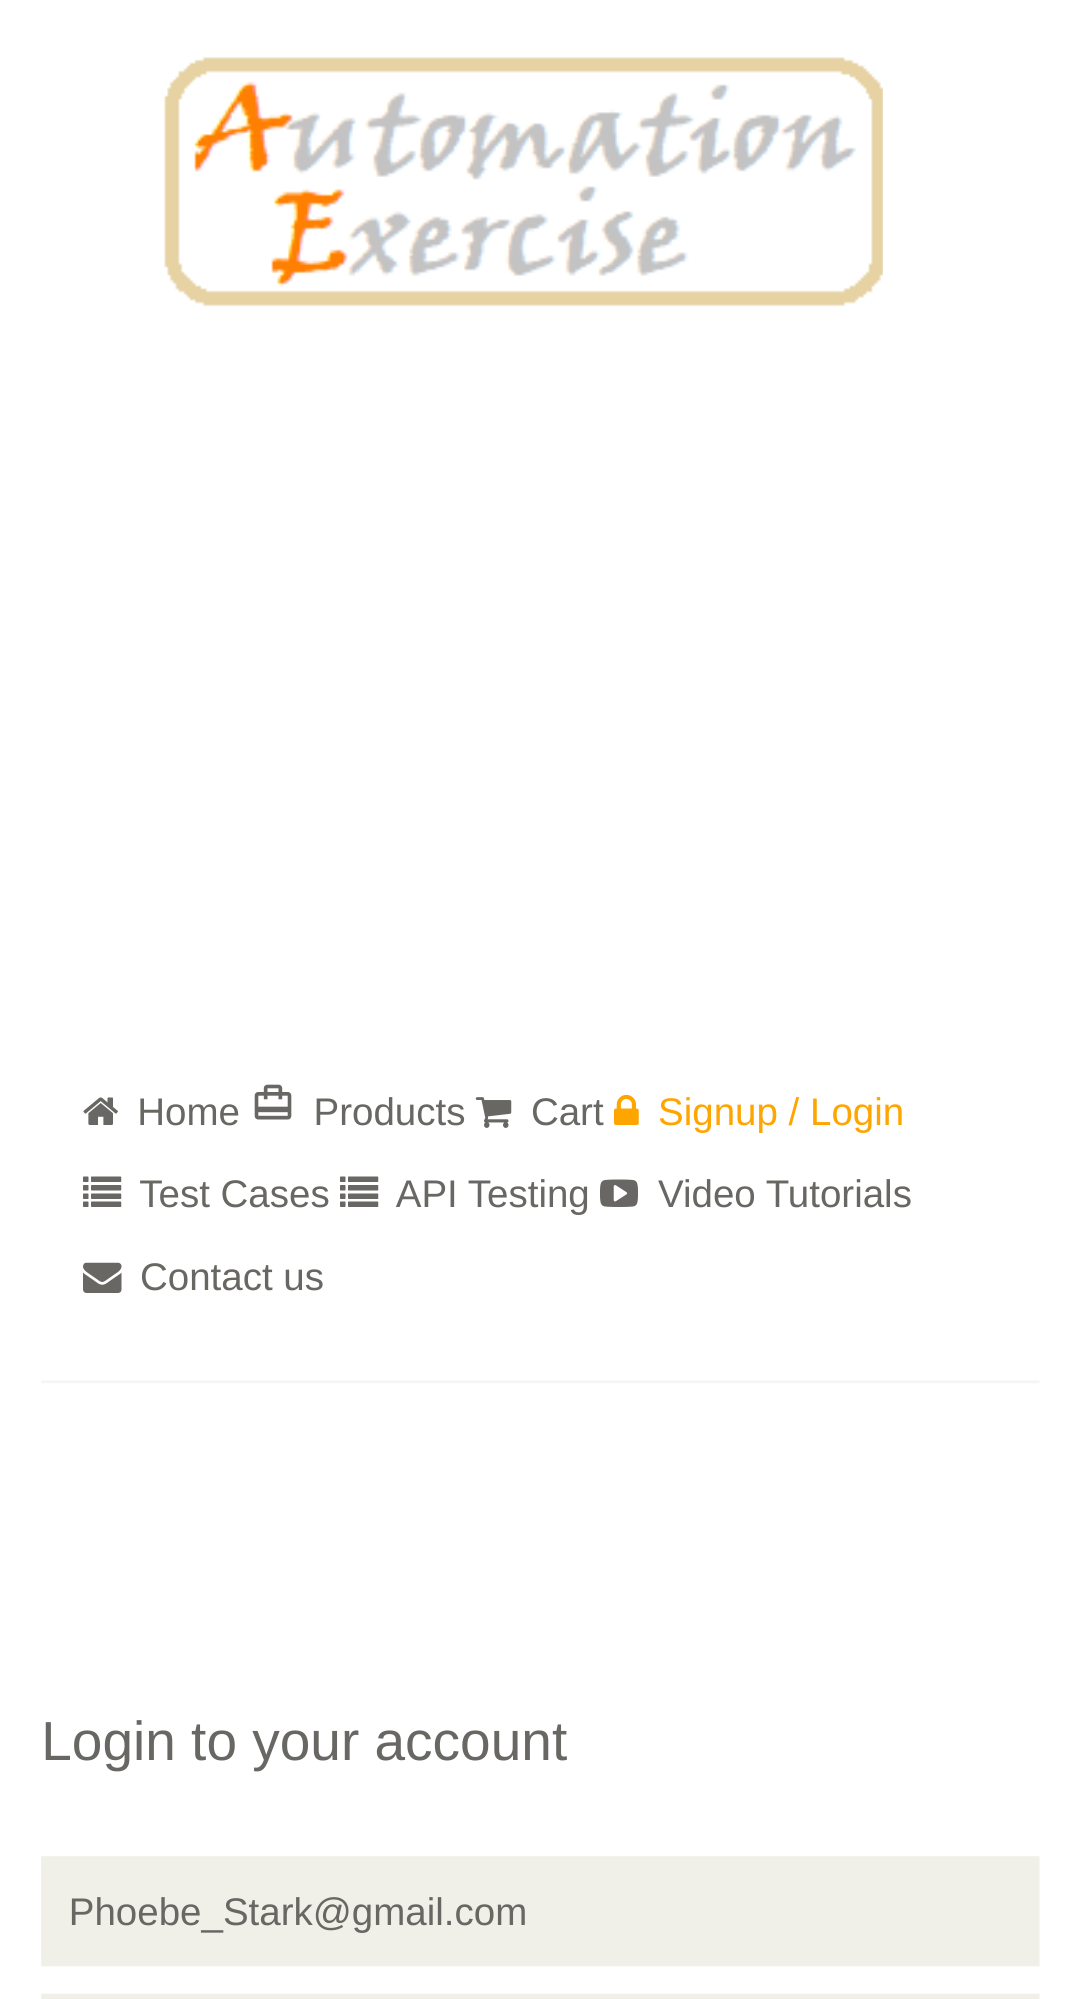 Automation
Exercise
Home Products Cart Signup / Login
Test Cases API Testing Video Tutorials
Contact us
Login to your account
Phoebe_Stark@gmail.com